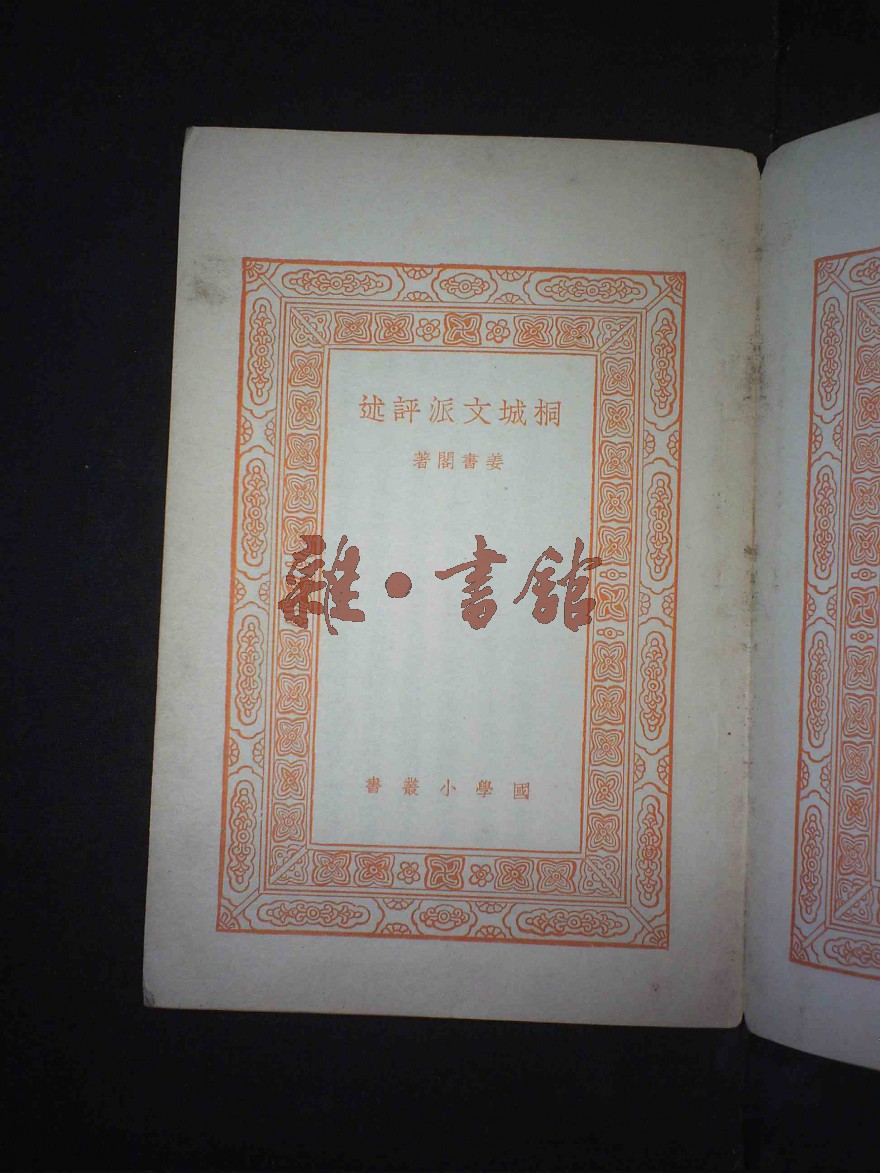 桐城文派評述
姜書閣著
雜·書館
國學小叢書